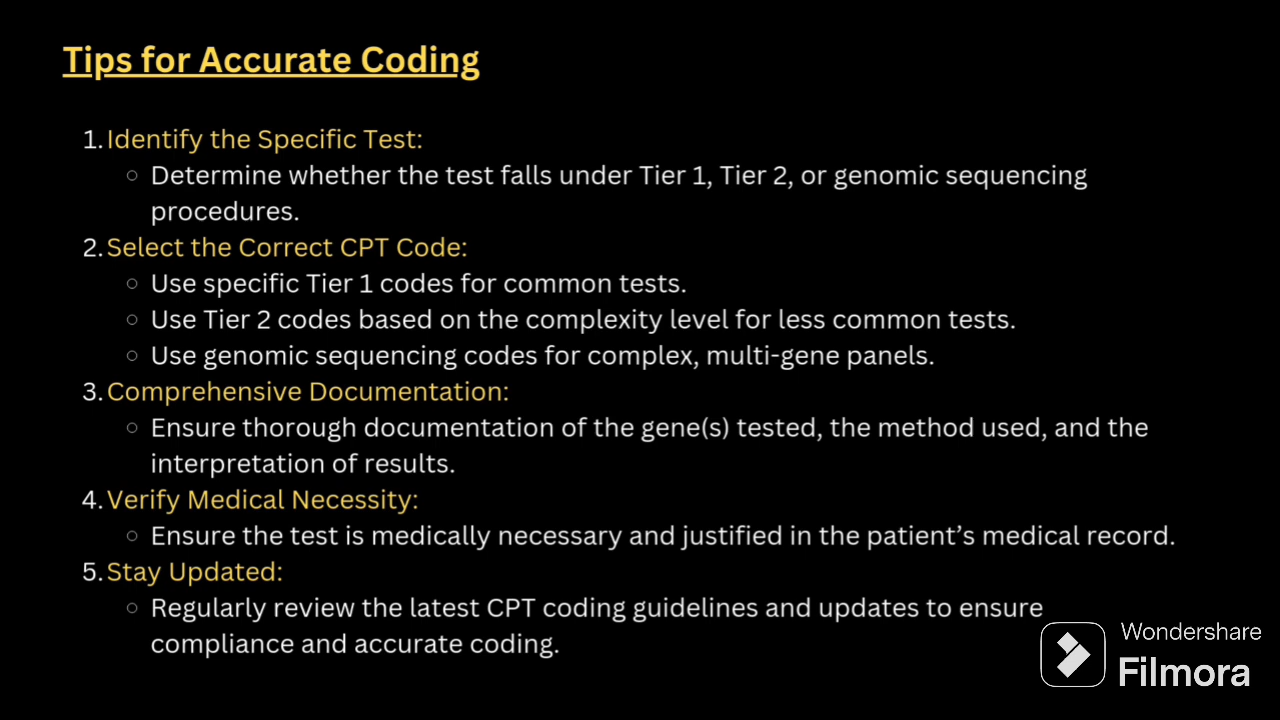 Tips for Accurate Coding
1. Identify the Specific Test:
○ Determine whether the test falls under Tier 1, Tier 2, or genomic sequencing
procedures.
2. Select the Correct CPT Code:
○ Use specific Tier 1 codes for common tests.
○ Use Tier 2 codes based on the complexity level for less common tests.
○ Use genomic sequencing codes for complex, multi-gene panels.
3. Comprehensive Documentation:
○ Ensure thorough documentation of the gene(s) tested, the method used, and the
interpretation of results.
4. Verify Medical Necessity:
○ Ensure the test is medically necessary and justified in the patient’s medical record.
5. Stay Updated:
○ Regularly review the latest CPT coding guidelines and updates to ensure
compliance and accurate coding.
Wondershare
Filmora